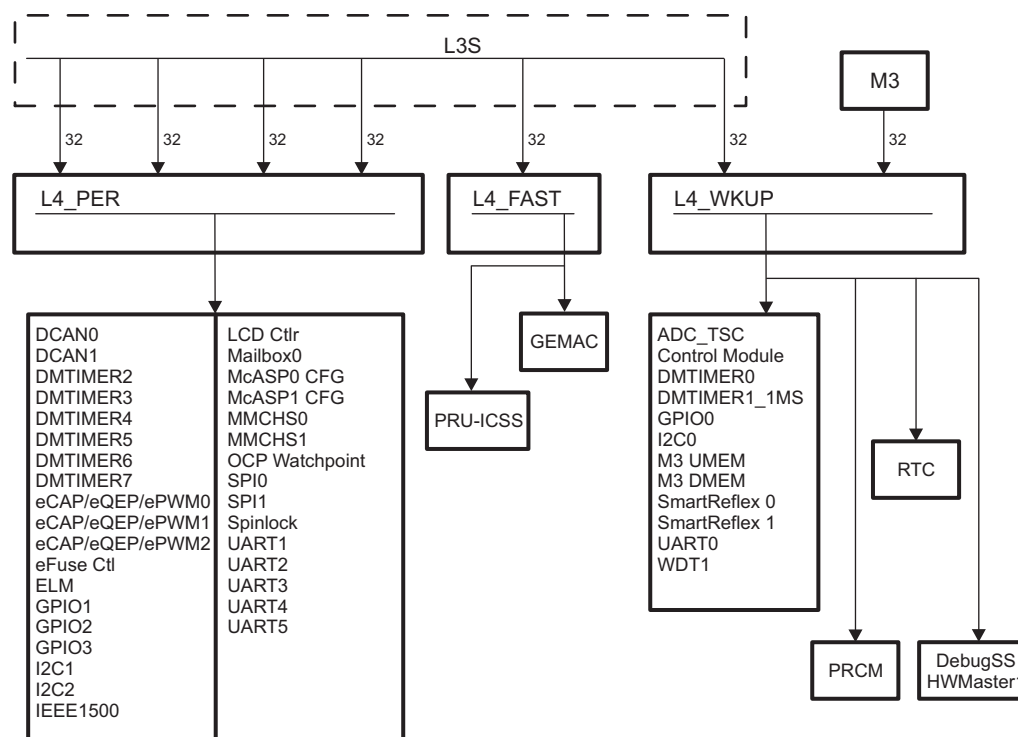 L3S
M3
32
32
32
32
32
32
32
L4_PER
L4_FAST
L4_WKUP
DCAN0
DCAN1
DMTIMER2
DMTIMER3
DMTIMER4
DMTIMER5
DMTIMER6
DMTIMER7
eCAP/eQEP/ePWM0
eCAP/eQEP/ePWM1
eCAP/eQEP/ePWM2
eFuse Ctl
ELM
GPIO1
GPIO2
GPIO3
I2C1
I2C2
IEEE1500
LCD Ctlr
Mailbox0
McASP0 CFG
McASP1 CFG
MMCHS0
MMCHS1
OCP Watchpoint
SPI0
SPI1
Spinlock
UART1
UART2
UART3
UART4
UART5
PRU-ICSS
GEMAC
ADC_TSC
Control Module
DMTIMER0
DMTIMER1_1MS
GPIO0
I2C0
M3 UMEM
M3 DMEM
SmartReflex 0
SmartReflex 1
UART0
WDT1
RTC
PRCM
DebugSS
HWMaster1